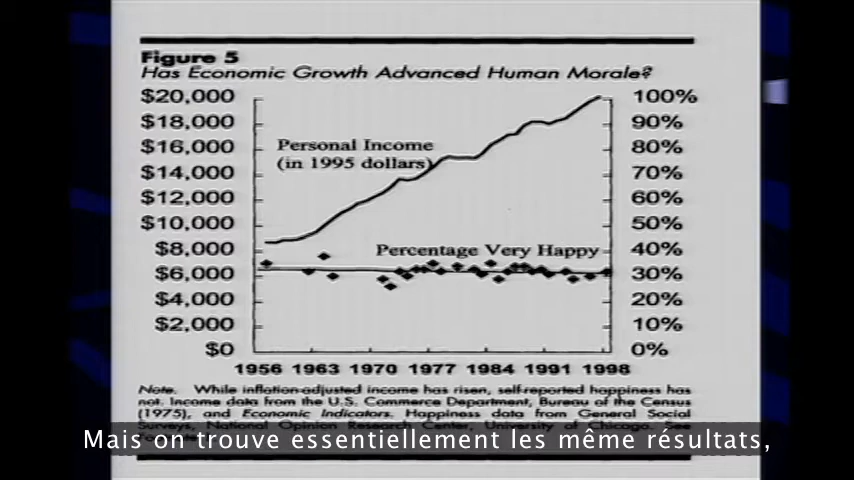 Figure 5
Has Economic Growth Advanced Human Morale?
$20,000 100%
$18,000 90%
Personal Income
$16,000 80%
(in 1995 dollars)
$14,000 70%
$12,000 60%
$10,000 50%
Percentage Very Happy
$8,000 40%
$6,000 30%
$4,000 20%
$2,000 10%
$0 0%
1956 1963 1970 1977 1984 1991 1998
Note. While inflation-adjusted income has risen, self-reported happiness has
not. Income data from the U.S. Commerce Department, Bureau of the Census
(1975), and Economic Indicators. Happiness data from General Social
Surveys, National Opinion Research Center, University of Chicago. See
Mais on trouve essentiellement les même résultats,